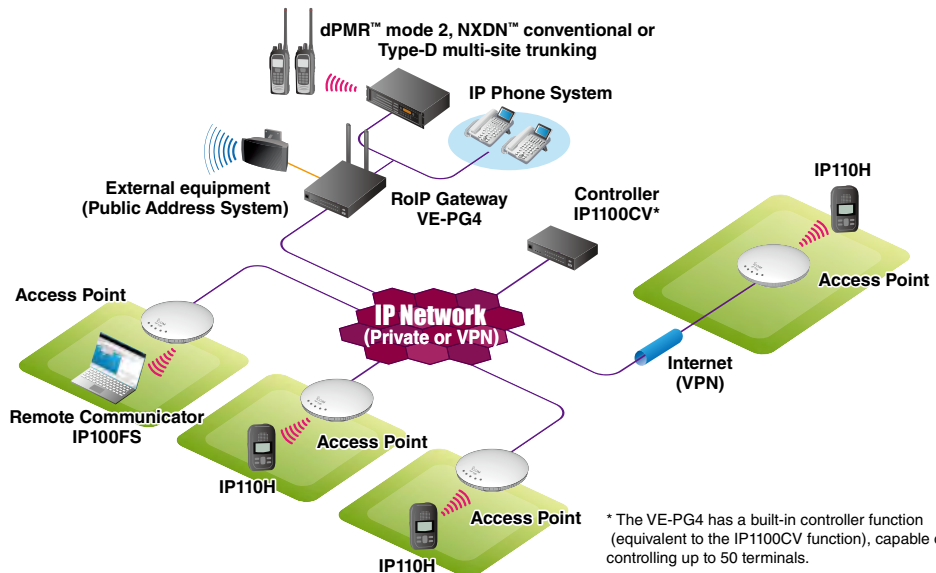 dPMR™ mode 2, NXDN™ conventional or
Type-D multi-site trunking
IP Phone System
External equipment
(Public Address System)
RoIP Gateway
VE-PG4
Controller
IP1100CV*
IP110H
Access Point
Access Point
IP Network
(Private or VPN)
Internet
(VPN)
Remote Communicator
IP100FS
Access Point
IP110H
Access Point
IP110H
* The VE-PG4 has a built-in controller function
(equivalent to the IP1100CV function), capable o
controlling up to 50 terminals.